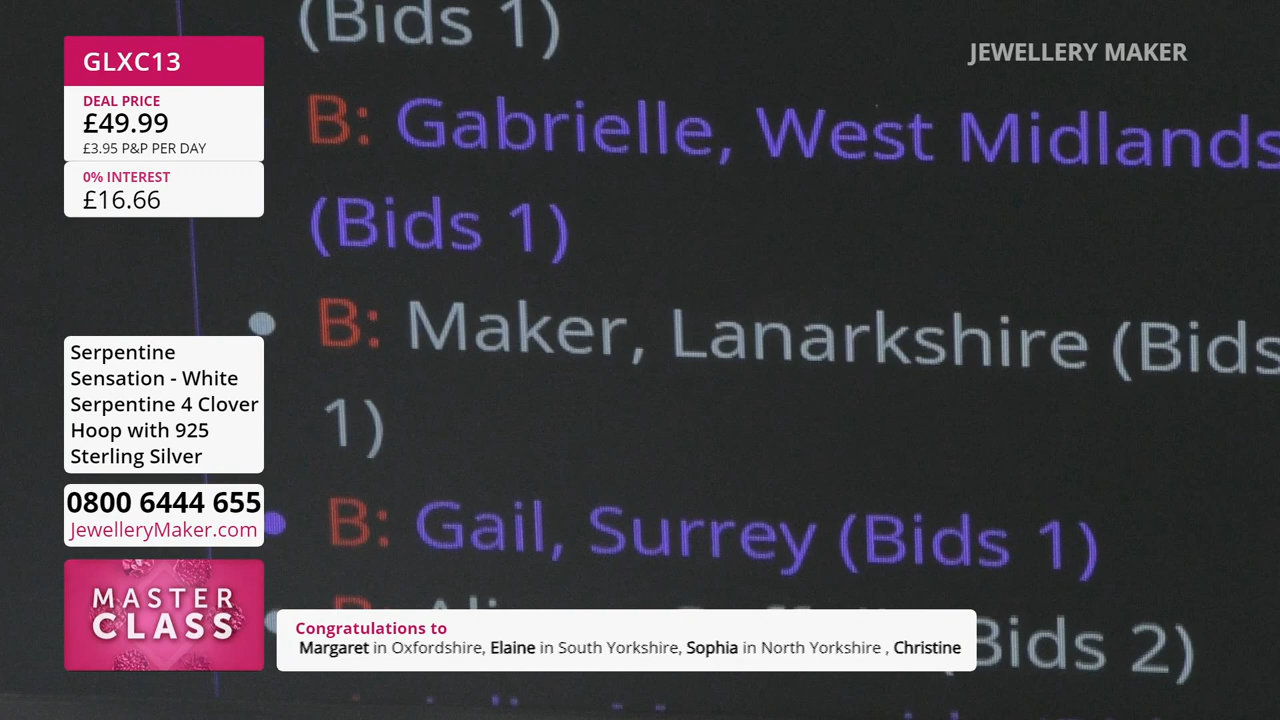 (Bids 1)
GLXC13
JEWELLERY MAKER
DEAL PRICE
£49.99
£3.95 P&P PER DAY
0% INTEREST
£16.66
B: Gabrielle, West Midlands
(Bids 1)
B: Maker, Lanarkshire (Bids
1)
Serpentine
Sensation - White
Serpentine 4 Clover
Hoop with 925
Sterling Silver
0800 6444 655
JewelleryMaker.com
B: Gail, Surrey (Bids 1)
MASTER
CLASS
Bids 2)
Congratulations to
Margaret in Oxfordshire, Elaine in South Yorkshire, Sophia in North Yorkshire , Christine